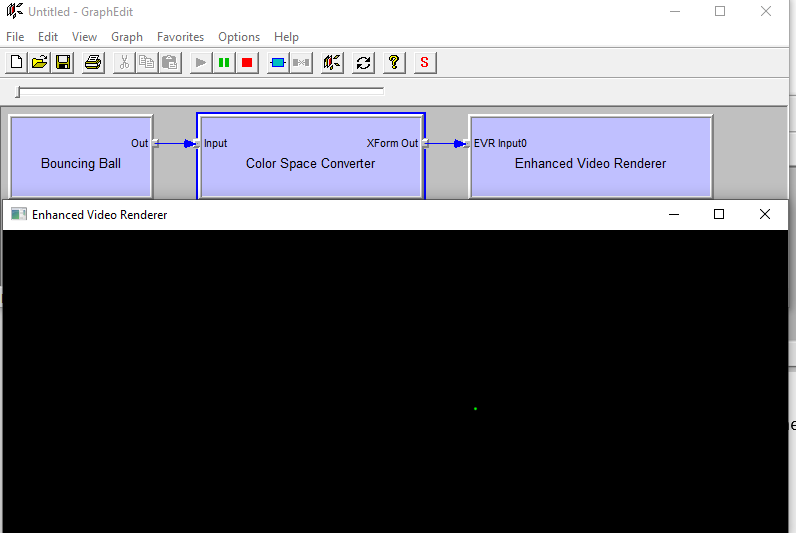 Untitled - GraphEdit
File Edit View Graph Favorites Options Help
S
Out Input XForm Out EVR Input0
Bouncing Ball Color Space Converter Enhanced Video Renderer
Enhanced Video Renderer